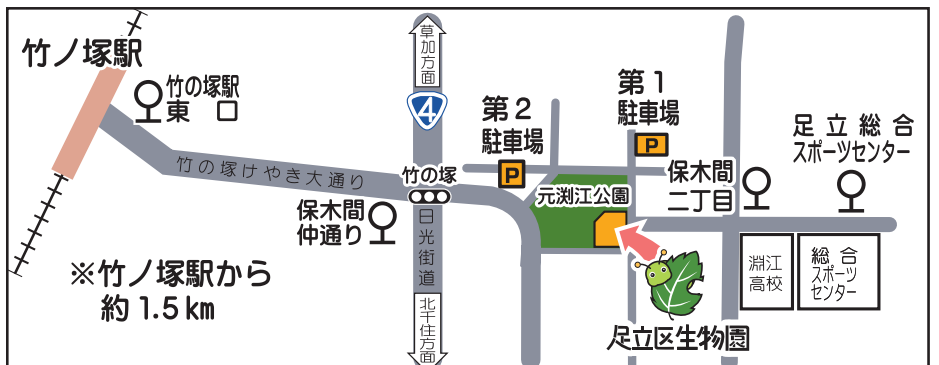 竹ノ塚駅
竹の塚駅
東口
竹の塚けやき大通り
草加方面
4
竹の塚
日光街道
北千住方面
保木間
仲通り
※竹ノ塚駅から
約1.5km
第2
駐車場
P
第1
駐車場
P
元渕江公園
保木間
二丁目
足立総合
スポーツセンター
淵江
高校
総合
スポーツ
センター
足立区生物園